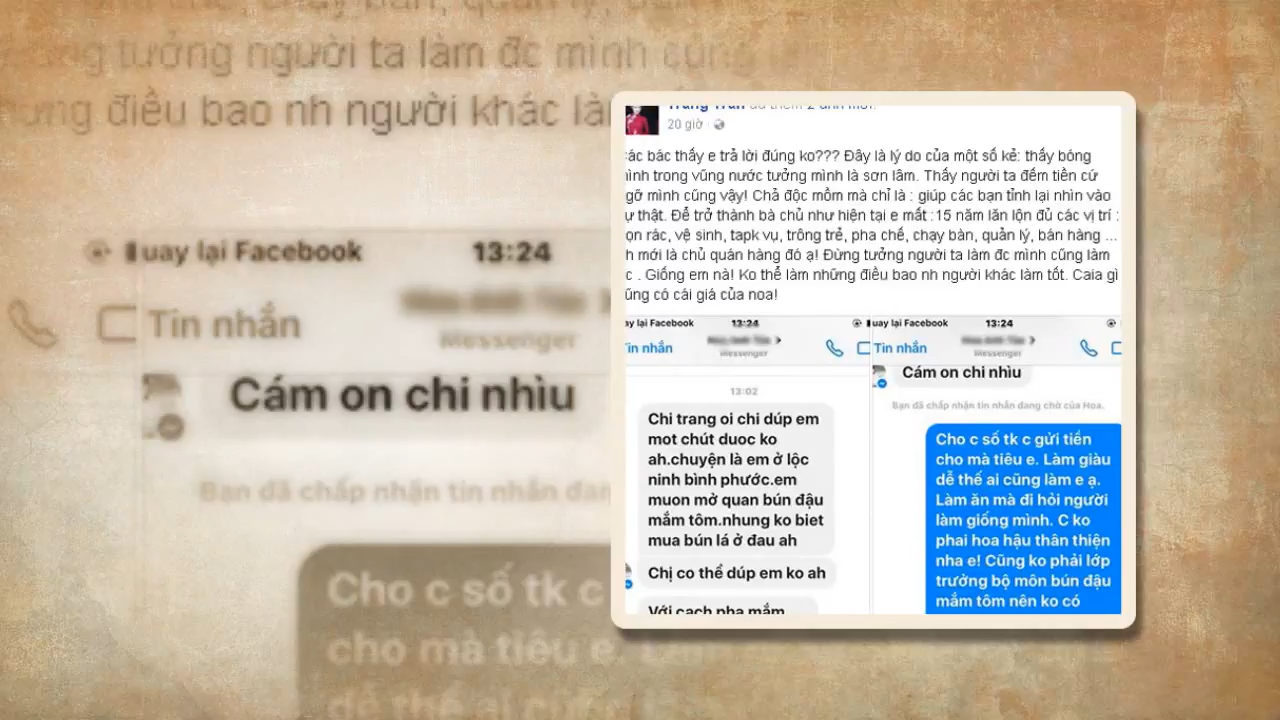 tưởng người ta làm đc mình cũng
điều bao nh người khác là
uay lại Facebook
13:24
Tin nhắn
Messenger
Cám on chi nhìu
Bạn đã chấp nhận tin nhắn đan
Cho c số tk c
cho mà tiêu e.
Trang Tran đã thêm 2 ảnh mới.
20 giờ
ác bác thấy e trả lời đúng ko??? Đây là lý do của một số kẻ: thấy bóng
ình trong vũng nước tưởng mình là sơn lâm. Thấy người ta đếm tiền cứ
gỡ mình cũng vậy! Chả độc mồm mà chỉ là : giúp các bạn tỉnh lại nhìn vào
ự thật. Để trở thành bà chủ như hiện tại e mất :15 năm lăn lộn đủ các vị trí :
ọn rác, vệ sinh, tapk vụ, trông trẻ, pha chế, chạy bàn, quản lý, bán hàng ...
h mới là chủ quán hàng đó ạ! Đừng tưởng người ta làm đc mình cũng làm
c . Giống em nà! Ko thể làm những điều bao nh người khác làm tốt. Caia gì
ũng có cái giá của noa!
ay lại Facebook
13:24
Tin nhắn
Messenger
13:02
Chi trang oi chi dúp em
mot chút duoc ko
ah.chuyện là em ở lộc
ninh bình phước.em
muon mở quan bún đậu
mắm tôm.nhung ko biet
mua bún lá ở đau ah
Chị co thể dúp em ko ah
Với cach pha mắm
uay lại Facebook
13:24
Tin nhắn
Messenger
Cám on chi nhìu
Bạn đã chấp nhận tin nhắn đang chờ của Hoa.
Cho c số tk c gửi tiền
cho mà tiêu e. Làm giàu
dễ thế ai cũng làm e ạ.
Làm ăn mà đi hỏi người
làm giống mình. C ko
phai hoa hậu thân thiện
nha e! Cũng ko phải lớp
trưởng bộ môn bún đậu
mắm tôm nên ko có